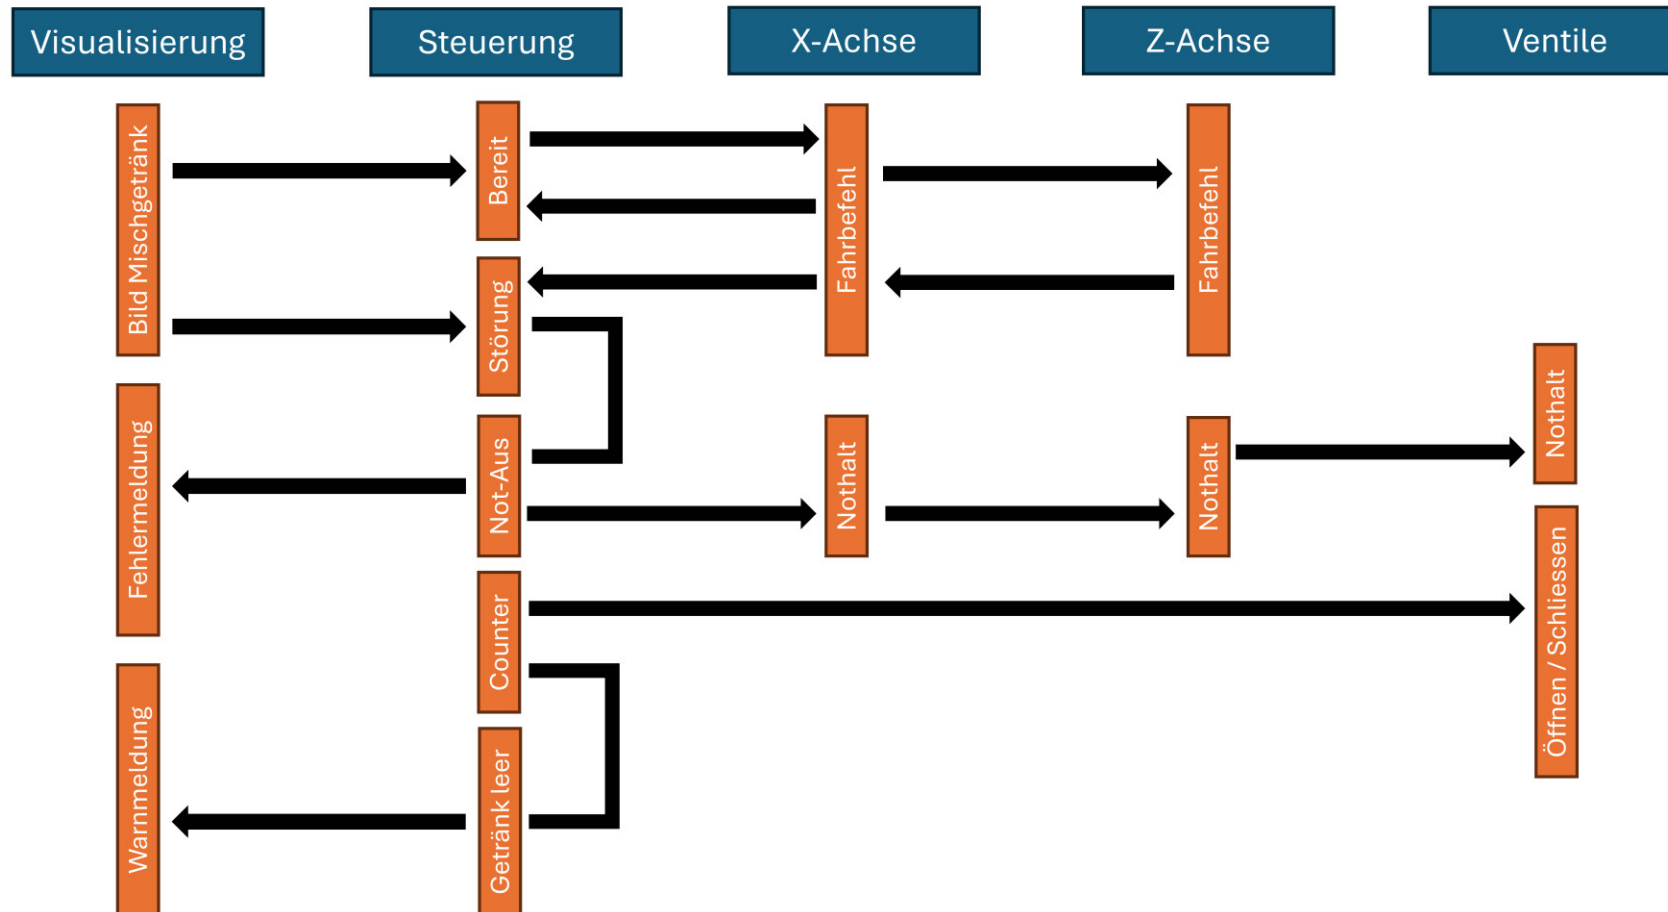 Visualisierung
Steuerung
X-Achse
Z-Achse
Ventile
Bild Mischgetränk
Bereit
Fahrbefehl
Fahrbefehl
Störung
Nothalt
Fehlermeldung
Not-Aus
Nothalt
Nothalt
Counter
Öffnen / Schliessen
Warnmeldung
Getränk leer